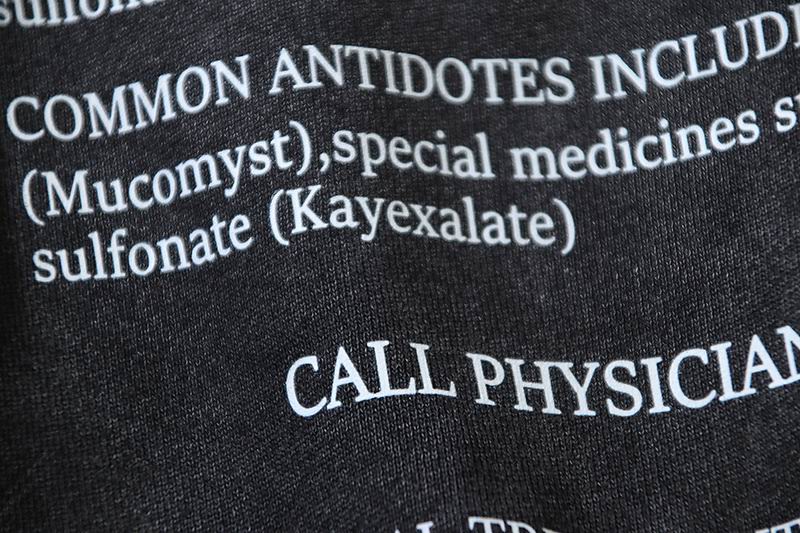 COMMON ANTIDOTES INCLUD
(Mucomyst),special medicines
sulfonate (Kayexalate)
CALL PHYSICIAN